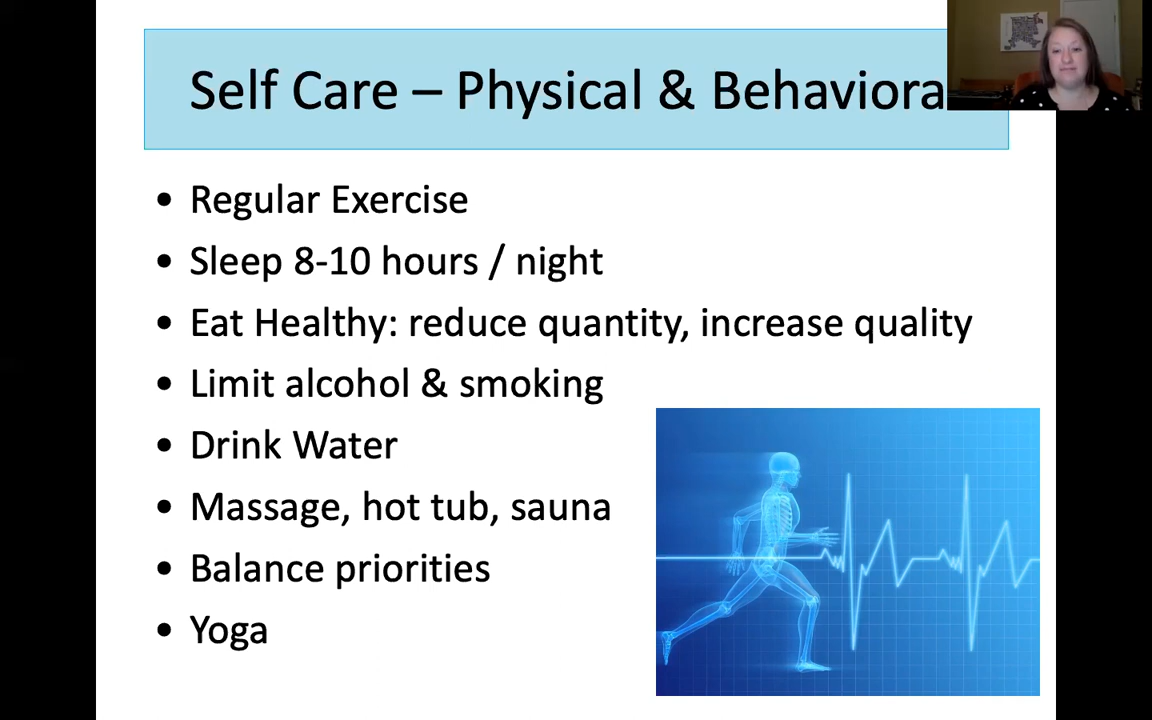 Self Care – Physical & Behaviora
• Regular Exercise
• Sleep 8-10 hours / night
• Eat Healthy: reduce quantity, increase quality
• Limit alcohol & smoking
• Drink Water
• Massage, hot tub, sauna
• Balance priorities
• Yoga